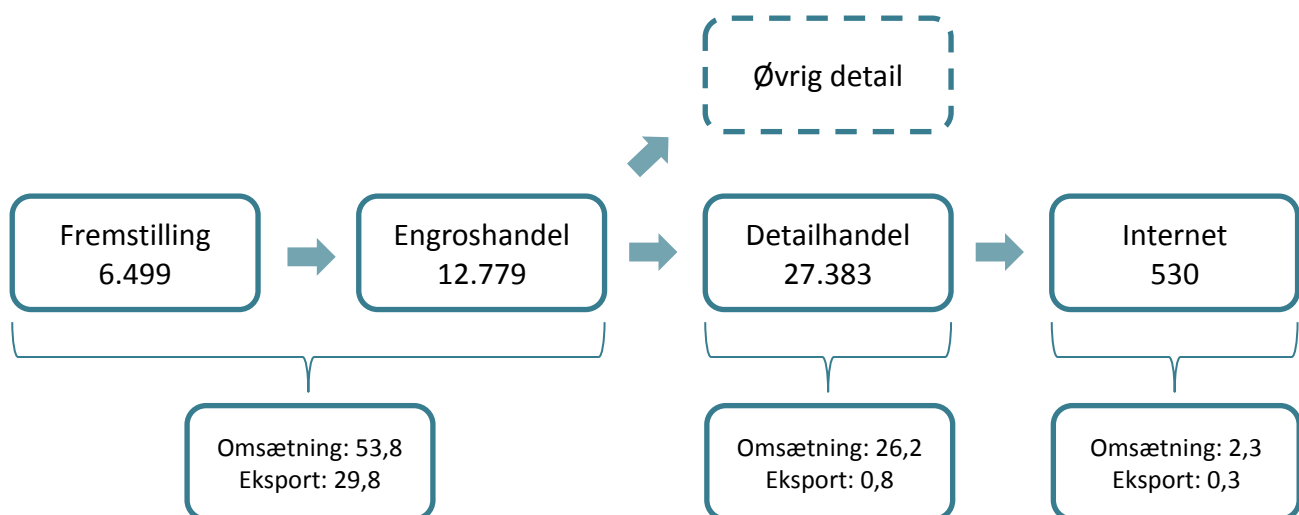 Øvrig detail
Fremstilling
6.499
Engroshandel
12.779
Detailhandel
27.383
Internet
530
Omsætning: 53,8
Eksport: 29,8
Omsætning: 26,2
Eksport: 0,8
Omsætning: 2,3
Eksport: 0,3